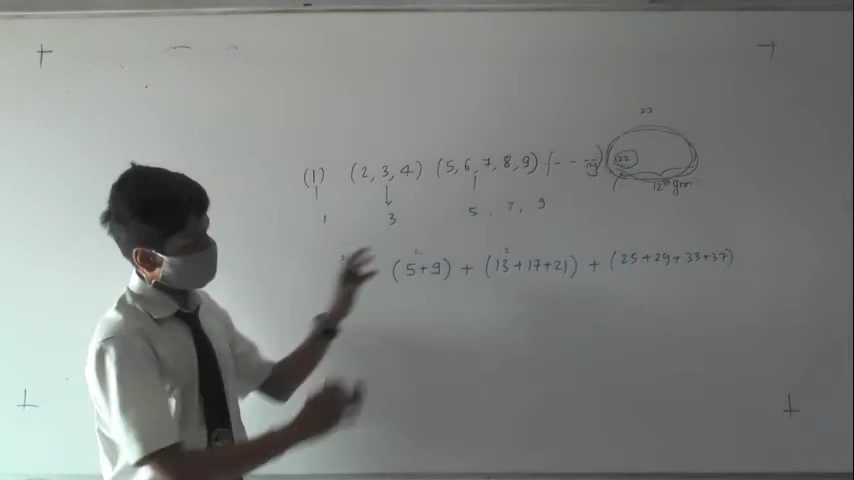 (1) (2, 3, 4) (5, 6, 7, 8, 9) (- -
122
12th gro
1 3 5, 7, 9
(5+9) + (13+17+21) + (25+29+33+37)